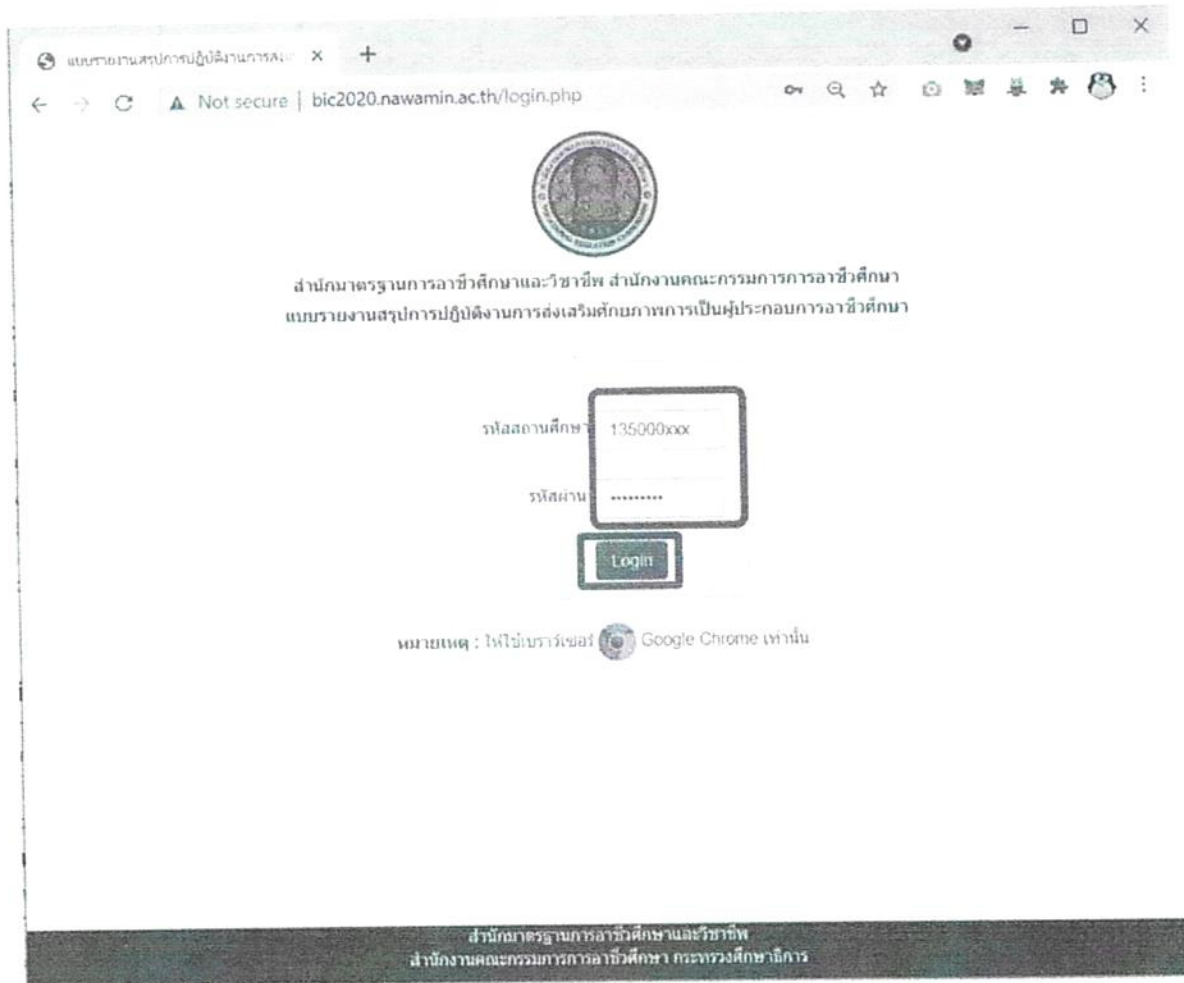 แบบรายงานสรุปการปฏิบัติงานการส่ง
Not secure | bic2020.nawamin.ac.th/login.php
สำนักมาตรฐานการอาชีวศึกษาและวิชาชีพ สำนักงานคณะกรรมการการอาชีวศึกษา
แบบรายงานสรุปการปฏิบัติงานการส่งเสริมศักยภาพการเป็นผู้ประกอบการอาชีวศึกษา
รหัสสถานศึกษา 135000xxx
รหัสผ่าน •••••••••
Login
หมายเหตุ : ให้ใช้เบราว์เซอร์ Google Chrome เท่านั้น
สำนักมาตรฐานการอาชีวศึกษาและวิชาชีพ
สำนักงานคณะกรรมการการอาชีวศึกษา กระทรวงศึกษาธิการ